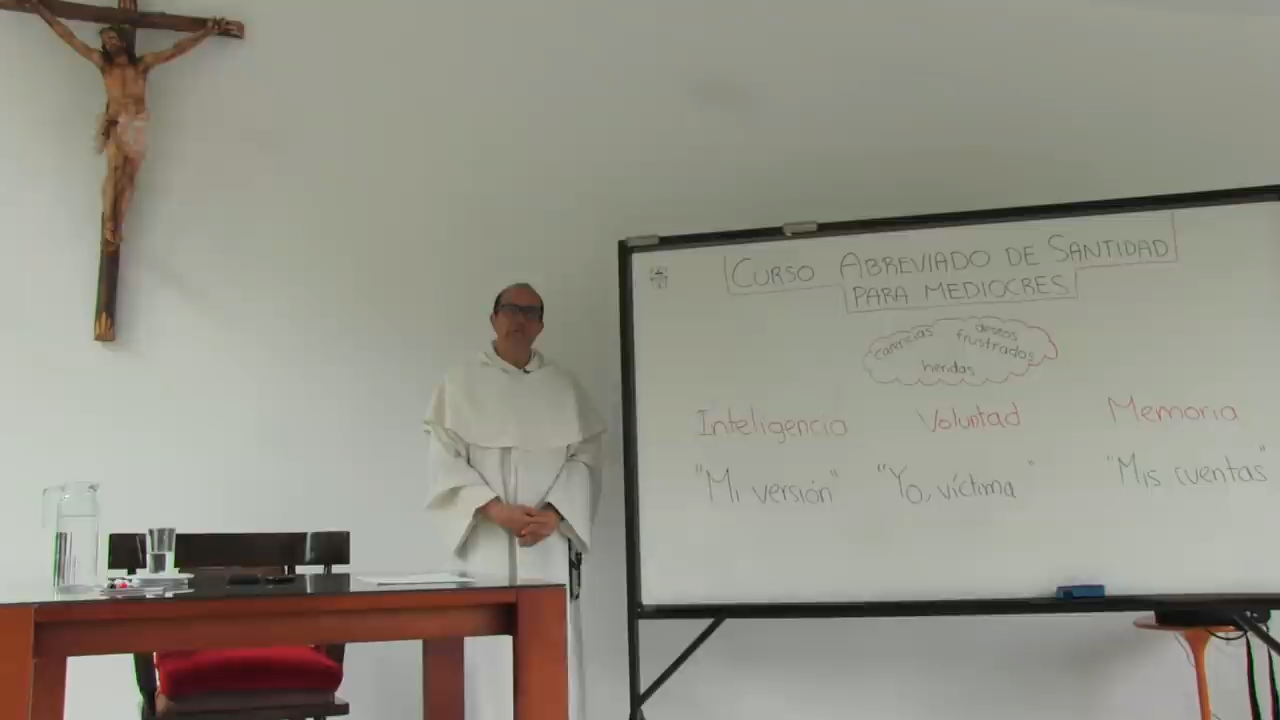 CURSO ABREVIADO DE SANTIDAD
PARA MEDIOCRES
carencias deseos frustrados
heridas
Inteligencia Voluntad Memoria
"Mi versión" "Yo, víctima" "Mis cuentas"